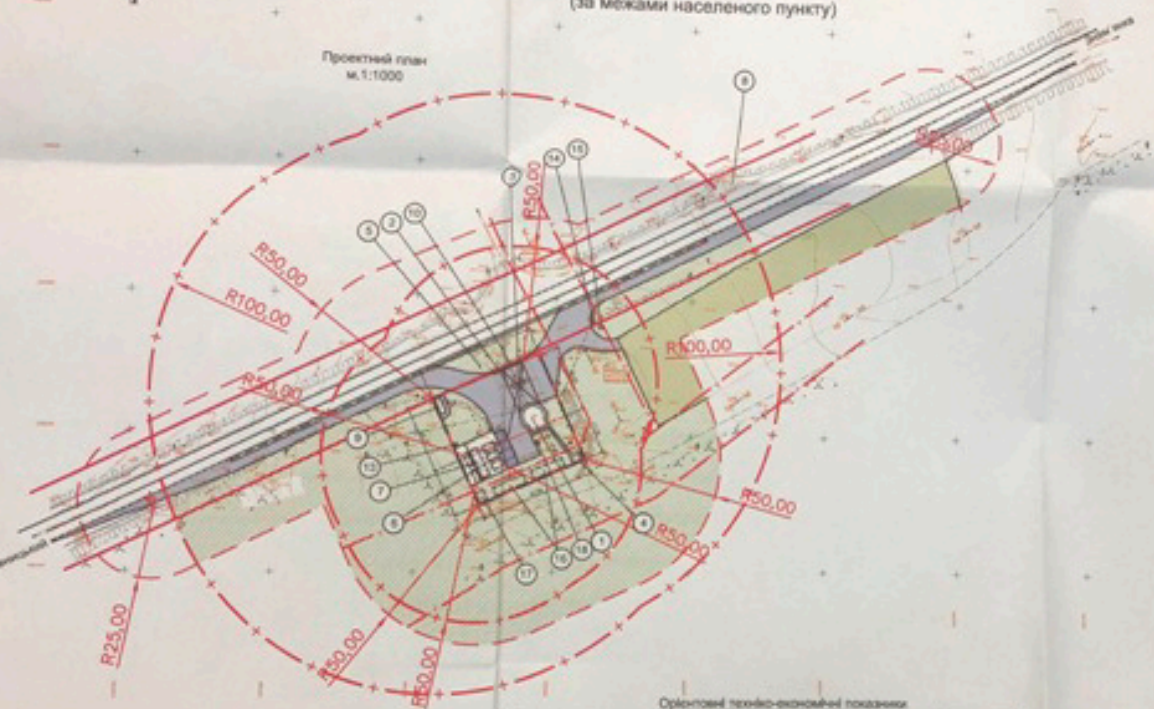 (за межами населеного пункту)
Проектний план
м.1:1000
8
14
15
3
R50,00
5
2
10
R25,00
R50,00
R100,00
R100,00
R50,00
9
13
7
6
4
R50,00
R50,00
1
18
16
17
R25,00
R50,00
R50,00
Орієнтовні техніко-економічні показники